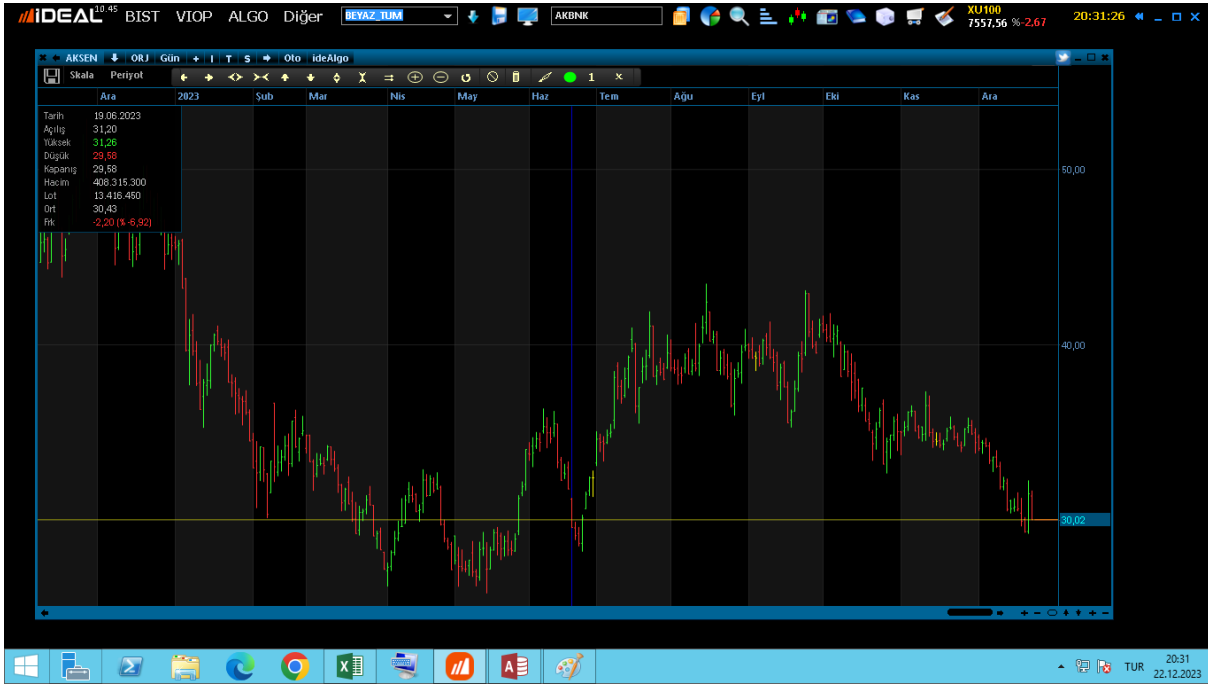 iDEAL 10.45 BIST VIOP ALGO Diğer BEYAZ_TUM AKBNK XU100 20:31:26
7557,56 %-2,67
AKSEN ORJ Gün + I T S Oto ideAlgo
Skala Periyot 1 x
Ara 2023 Şub Mar Nis May Haz Tem Ağu Eyl Eki Kas Ara
Tarih 19.06.2023
Açılış 31,20
Yüksek 31,26
Düşük 29,58
Kapanış 29,58
Hacim 408.315.300
Lot 13.416.450
Ort 30,43
Frk -2,20 (% -6,92)
50,00
40,00
30,02
TUR 20:31
22.12.2023